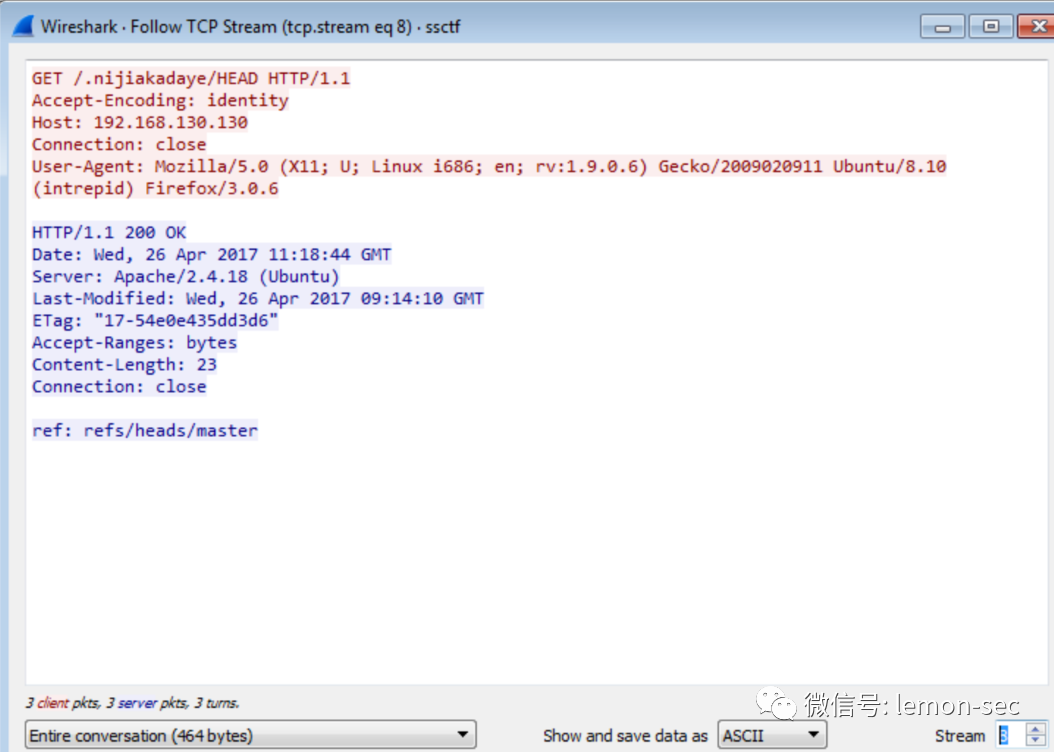 Wireshark · Follow TCP Stream (tcp.stream eq 8) · ssctf
GET /.nijiakadaye/HEAD HTTP/1.1
Accept-Encoding: identity
Host: 192.168.130.130
Connection: close
User-Agent: Mozilla/5.0 (X11; U; Linux i686; en; rv:1.9.0.6) Gecko/2009020911 Ubuntu/8.10
(intrepid) Firefox/3.0.6
HTTP/1.1 200 OK
Date: Wed, 26 Apr 2017 11:18:44 GMT
Server: Apache/2.4.18 (Ubuntu)
Last-Modified: Wed, 26 Apr 2017 09:14:10 GMT
ETag: "17-54e0e435dd3d6"
Accept-Ranges: bytes
Content-Length: 23
Connection: close
ref: refs/heads/master
3 client pkts, 3 server pkts, 3 turns.
微信号: lemon-sec
Entire conversation (464 bytes)
Show and save data as ASCII
Stream